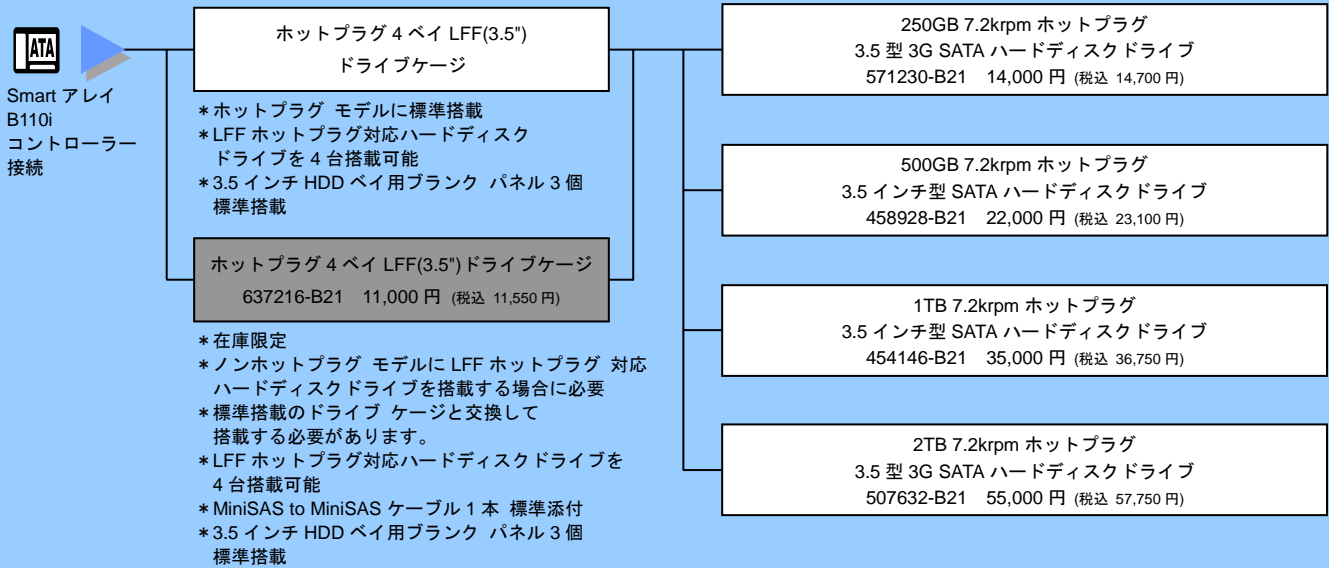 ATA
Smart アレイ
B110i
コントローラー
接続
ホットプラグ 4 ベイ LFF(3.5")
ドライブケージ
*ホットプラグ モデルに標準搭載
*LFF ホットプラグ対応ハードディスク
ドライブを 4 台搭載可能
*3.5 インチ HDD ベイ用ブランク パネル 3 個
標準搭載
ホットプラグ 4 ベイ LFF(3.5")ドライブケージ
637216-B21 11,000 円 (税込 11,550 円)
*在庫限定
*ノンホットプラグ モデルに LFF ホットプラグ 対応
ハードディスクドライブを搭載する場合に必要
*標準搭載のドライブ ケージと交換して
搭載する必要があります。
*LFF ホットプラグ対応ハードディスクドライブを
4 台搭載可能
*MiniSAS to MiniSAS ケーブル 1 本 標準添付
*3.5 インチ HDD ベイ用ブランク パネル 3 個
標準搭載
250GB 7.2krpm ホットプラグ
3.5 型 3G SATA ハードディスクドライブ
571230-B21 14,000 円 (税込 14,700 円)
500GB 7.2krpm ホットプラグ
3.5 インチ型 SATA ハードディスクドライブ
458928-B21 22,000 円 (税込 23,100 円)
1TB 7.2krpm ホットプラグ
3.5 インチ型 SATA ハードディスクドライブ
454146-B21 35,000 円 (税込 36,750 円)
2TB 7.2krpm ホットプラグ
3.5 型 3G SATA ハードディスクドライブ
507632-B21 55,000 円 (税込 57,750 円)